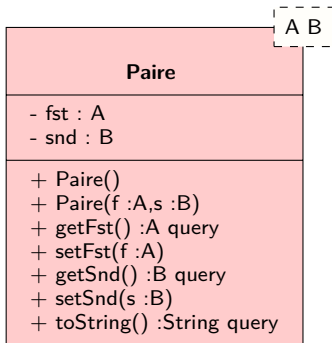 A B
Paire
- fst : A
- snd : B
+ Paire()
+ Paire(f :A,s :B)
+ getFst() :A query
+ setFst(f :A)
+ getSnd() :B query
+ setSnd(s :B)
+ toString() :String query